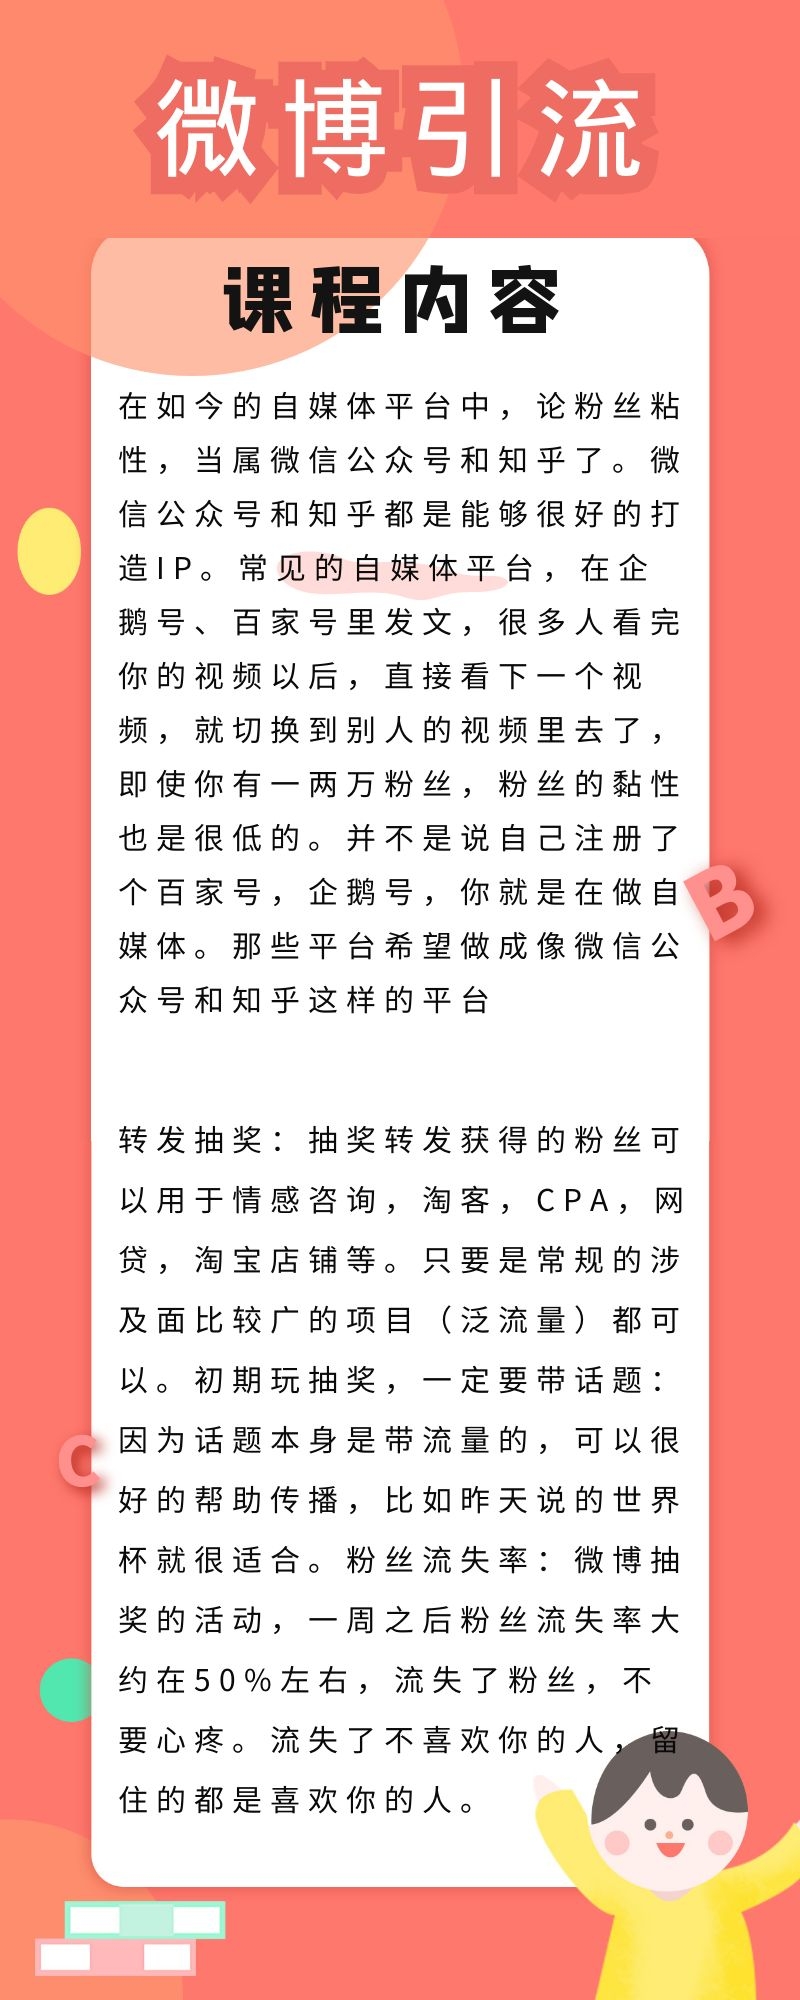 微博引流
课程内容
在如今的自媒体平台中，论粉丝粘
性，当属微信公众号和知乎了。微
信公众号和知乎都是能够很好的打
造IP。常见的自媒体平台，在企
鹅号、百家号里发文，很多人看完
你的视频以后，直接看下一个视
频，就切换到别人的视频里去了，
即使你有一两万粉丝，粉丝的黏性
也是很低的。并不是说自己注册了
个百家号，企鹅号，你就是在做自
媒体。那些平台希望做成像微信公
众号和知乎这样的平台
B
转发抽奖：抽奖转发获得的粉丝可
以用于情感咨询，淘客，CPA，网
贷，淘宝店铺等。只要是常规的涉
及面比较广的项目（泛流量）都可
以。初期玩抽奖，一定要带话题：
因为话题本身是带流量的，可以很
好的帮助传播，比如昨天说的世界
杯就很适合。粉丝流失率：微博抽
奖的活动，一周之后粉丝流失率大
约在50%左右，流失了粉丝，不
要心疼。流失了不喜欢你的人，留
住的都是喜欢你的人。
C